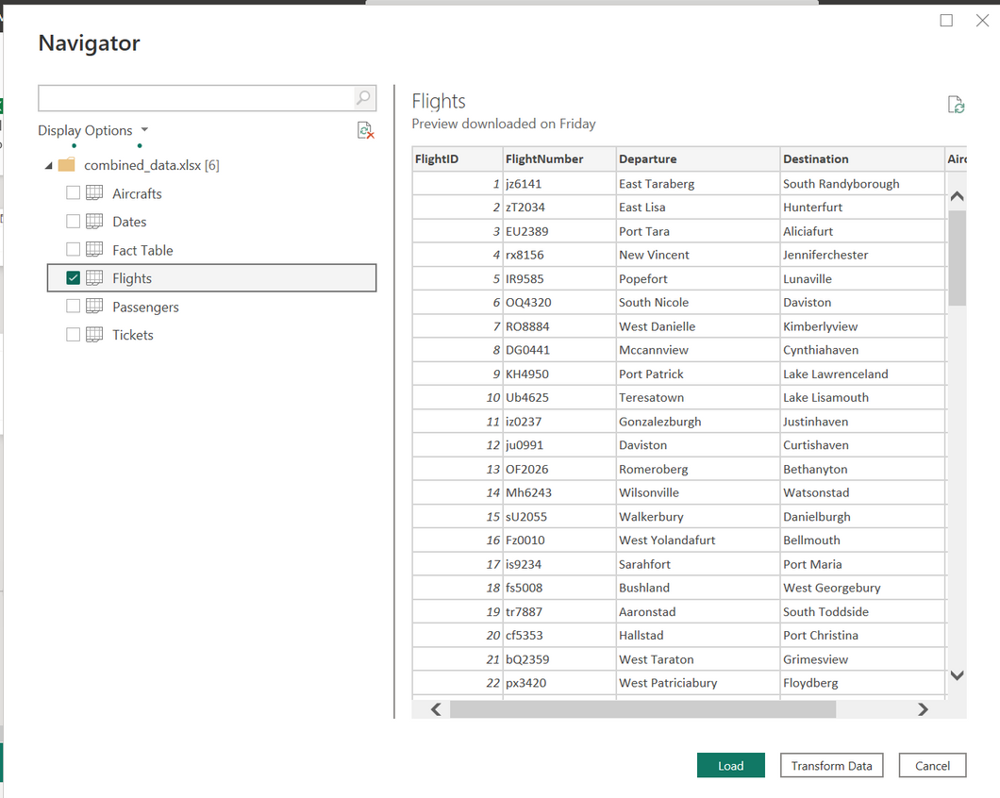 Navigator
Display Options
combined_data.xlsx [6]
Aircrafts
Dates
Fact Table
Flights
Passengers
Tickets
Flights
Preview downloaded on Friday
FlightID FlightNumber Departure Destination
1 jz6141 East Taraberg South Randyborough
2 zT2034 East Lisa Hunterfurt
3 EU2389 Port Tara Aliciafurt
4 rx8156 New Vincent Jenniferchester
5 IR9585 Popefort Lunaville
6 OQ4320 South Nicole Daviston
7 RO8884 West Danielle Kimberlyview
8 DG0441 Mccannview Cynthiahaven
9 KH4950 Port Patrick Lake Lawrenceland
10 Ub4625 Teresatown Lake Lisamouth
11 iz0237 Gonzalezburgh Justinhaven
12 ju0991 Daviston Curtishaven
13 OF2026 Romeroberg Bethanyton
14 Mh6243 Wilsonville Watsonstad
15 sU2055 Walkerbury Danielburgh
16 Fz0010 West Yolandafurt Bellmouth
17 is9234 Sarahfort Port Maria
18 fs5008 Bushland West Georgebury
19 tr7887 Aaronstad South Toddside
20 cf5353 Hallstad Port Christina
21 bQ2359 West Taraton Grimesview
22 px3420 West Patriciabury Floydberg
Load Transform Data Cancel